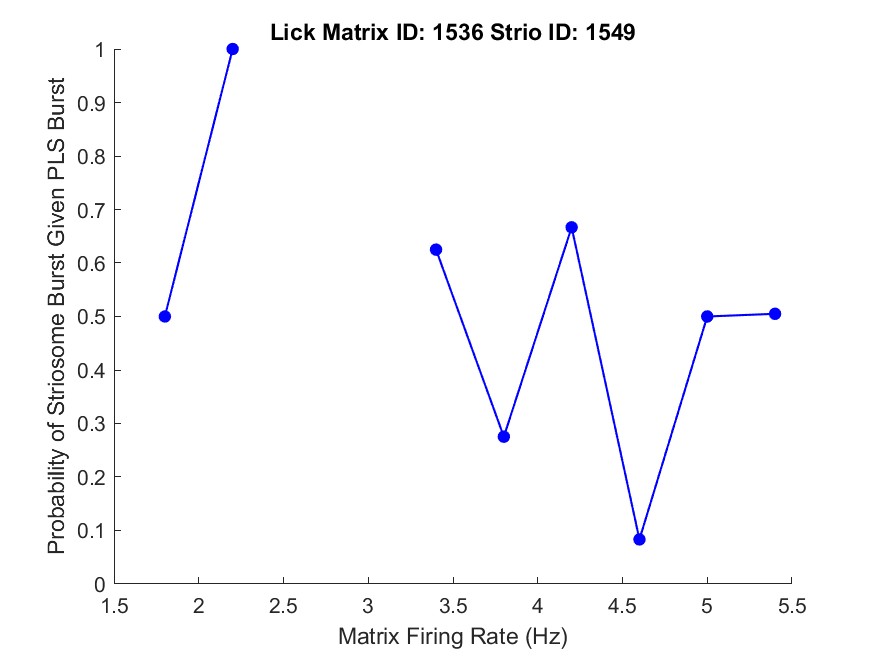 Lick Matrix ID: 1536 Strio ID: 1549
Probability of Striosome Burst Given PLS Burst
1
0.9
0.8
0.7
0.6
0.5
0.4
0.3
0.2
0.1
0
1.5 2 2.5 3 3.5 4 4.5 5 5.5
Matrix Firing Rate (Hz)